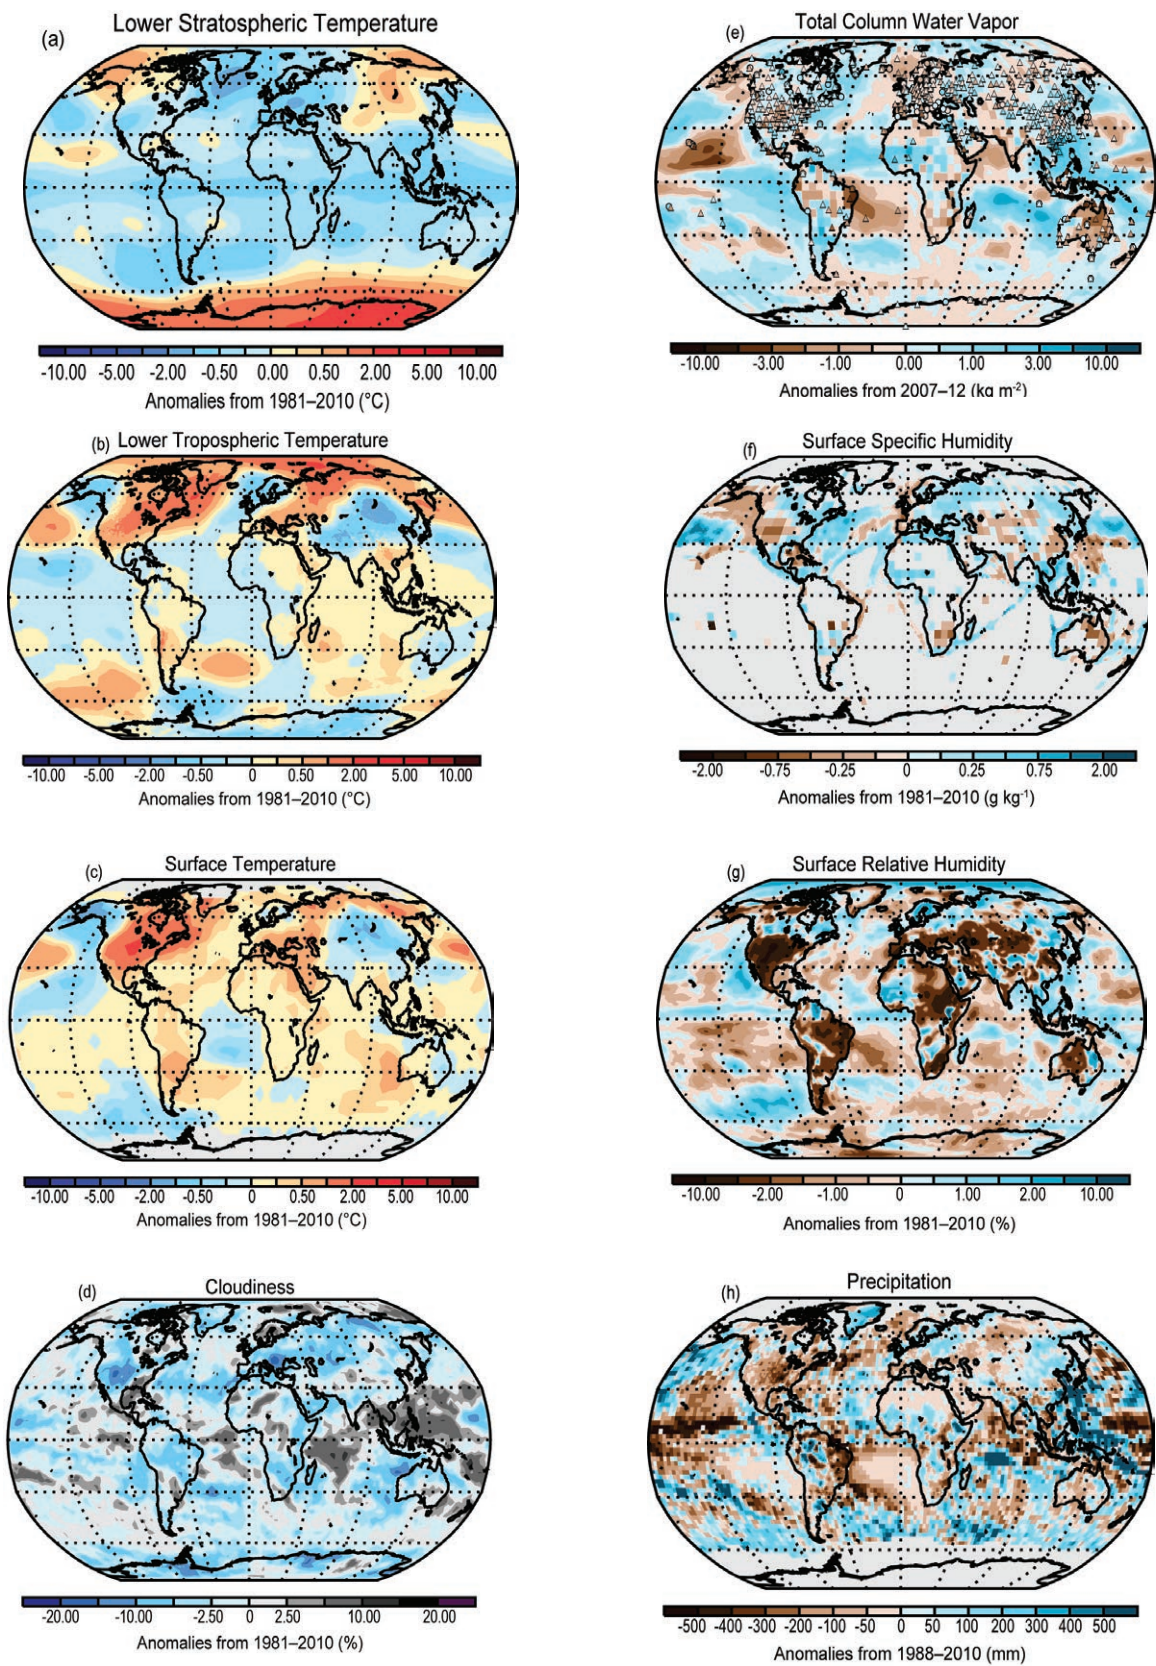 (a)
Lower Stratospheric Temperature
-10.00 -5.00 -2.00 -0.50 0.00 0.50 2.00 5.00 10.00
Anomalies from 1981–2010 (°C)
(b)
Lower Tropospheric Temperature
-10.00 -5.00 -2.00 -0.50 0 0.50 2.00 5.00 10.00
Anomalies from 1981–2010 (°C)
(c)
Surface Temperature
-10.00 -5.00 -2.00 -0.50 0 0.50 2.00 5.00 10.00
Anomalies from 1981–2010 (°C)
(d)
Cloudiness
-20.00 -10.00 -2.50 0 2.50 10.00 20.00
Anomalies from 1981–2010 (%)
(e)
Total Column Water Vapor
-10.00 -3.00 -1.00 0.00 1.00 3.00 10.00
Anomalies from 2007–12 (kg m⁻²)
(f)
Surface Specific Humidity
-2.00 -0.75 -0.25 0 0.25 0.75 2.00
Anomalies from 1981–2010 (g kg⁻¹)
(g)
Surface Relative Humidity
-10.00 -2.00 -1.00 0 1.00 2.00 10.00
Anomalies from 1981–2010 (%)
(h)
Precipitation
-500 -400 -300 -200 -100 -50 0 50 100 200 300 400 500
Anomalies from 1988–2010 (mm)